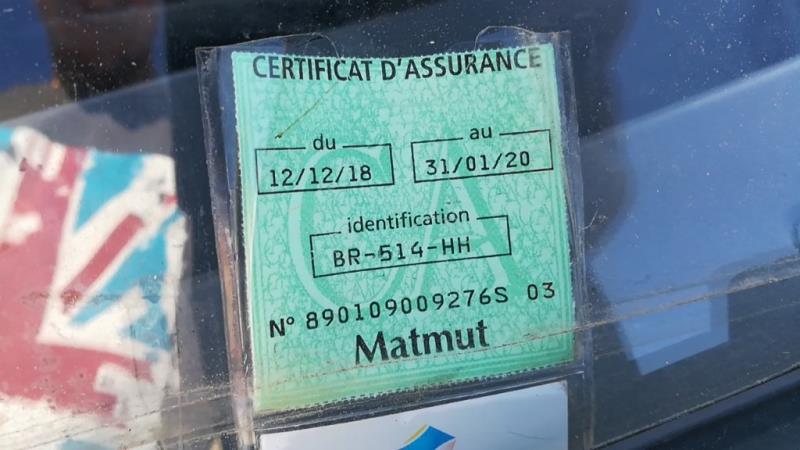 CERTIFICAT D'ASSURANCE
du au
12/12/18 31/01/20
identification
BR-514-HH
N° 890109009276S 03
Matmut